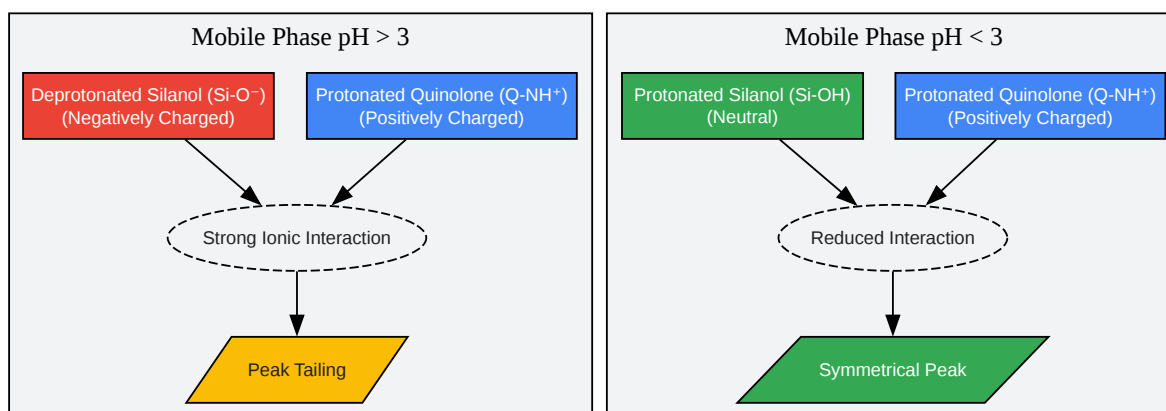 Mobile Phase pH > 3
Deprotonated Silanol (Si-O⁻)
(Negatively Charged)
Protonated Quinolone (Q-NH⁺)
(Positively Charged)
Strong Ionic Interaction
Peak Tailing
Mobile Phase pH < 3
Protonated Silanol (Si-OH)
(Neutral)
Protonated Quinolone (Q-NH⁺)
(Positively Charged)
Reduced Interaction
Symmetrical Peak